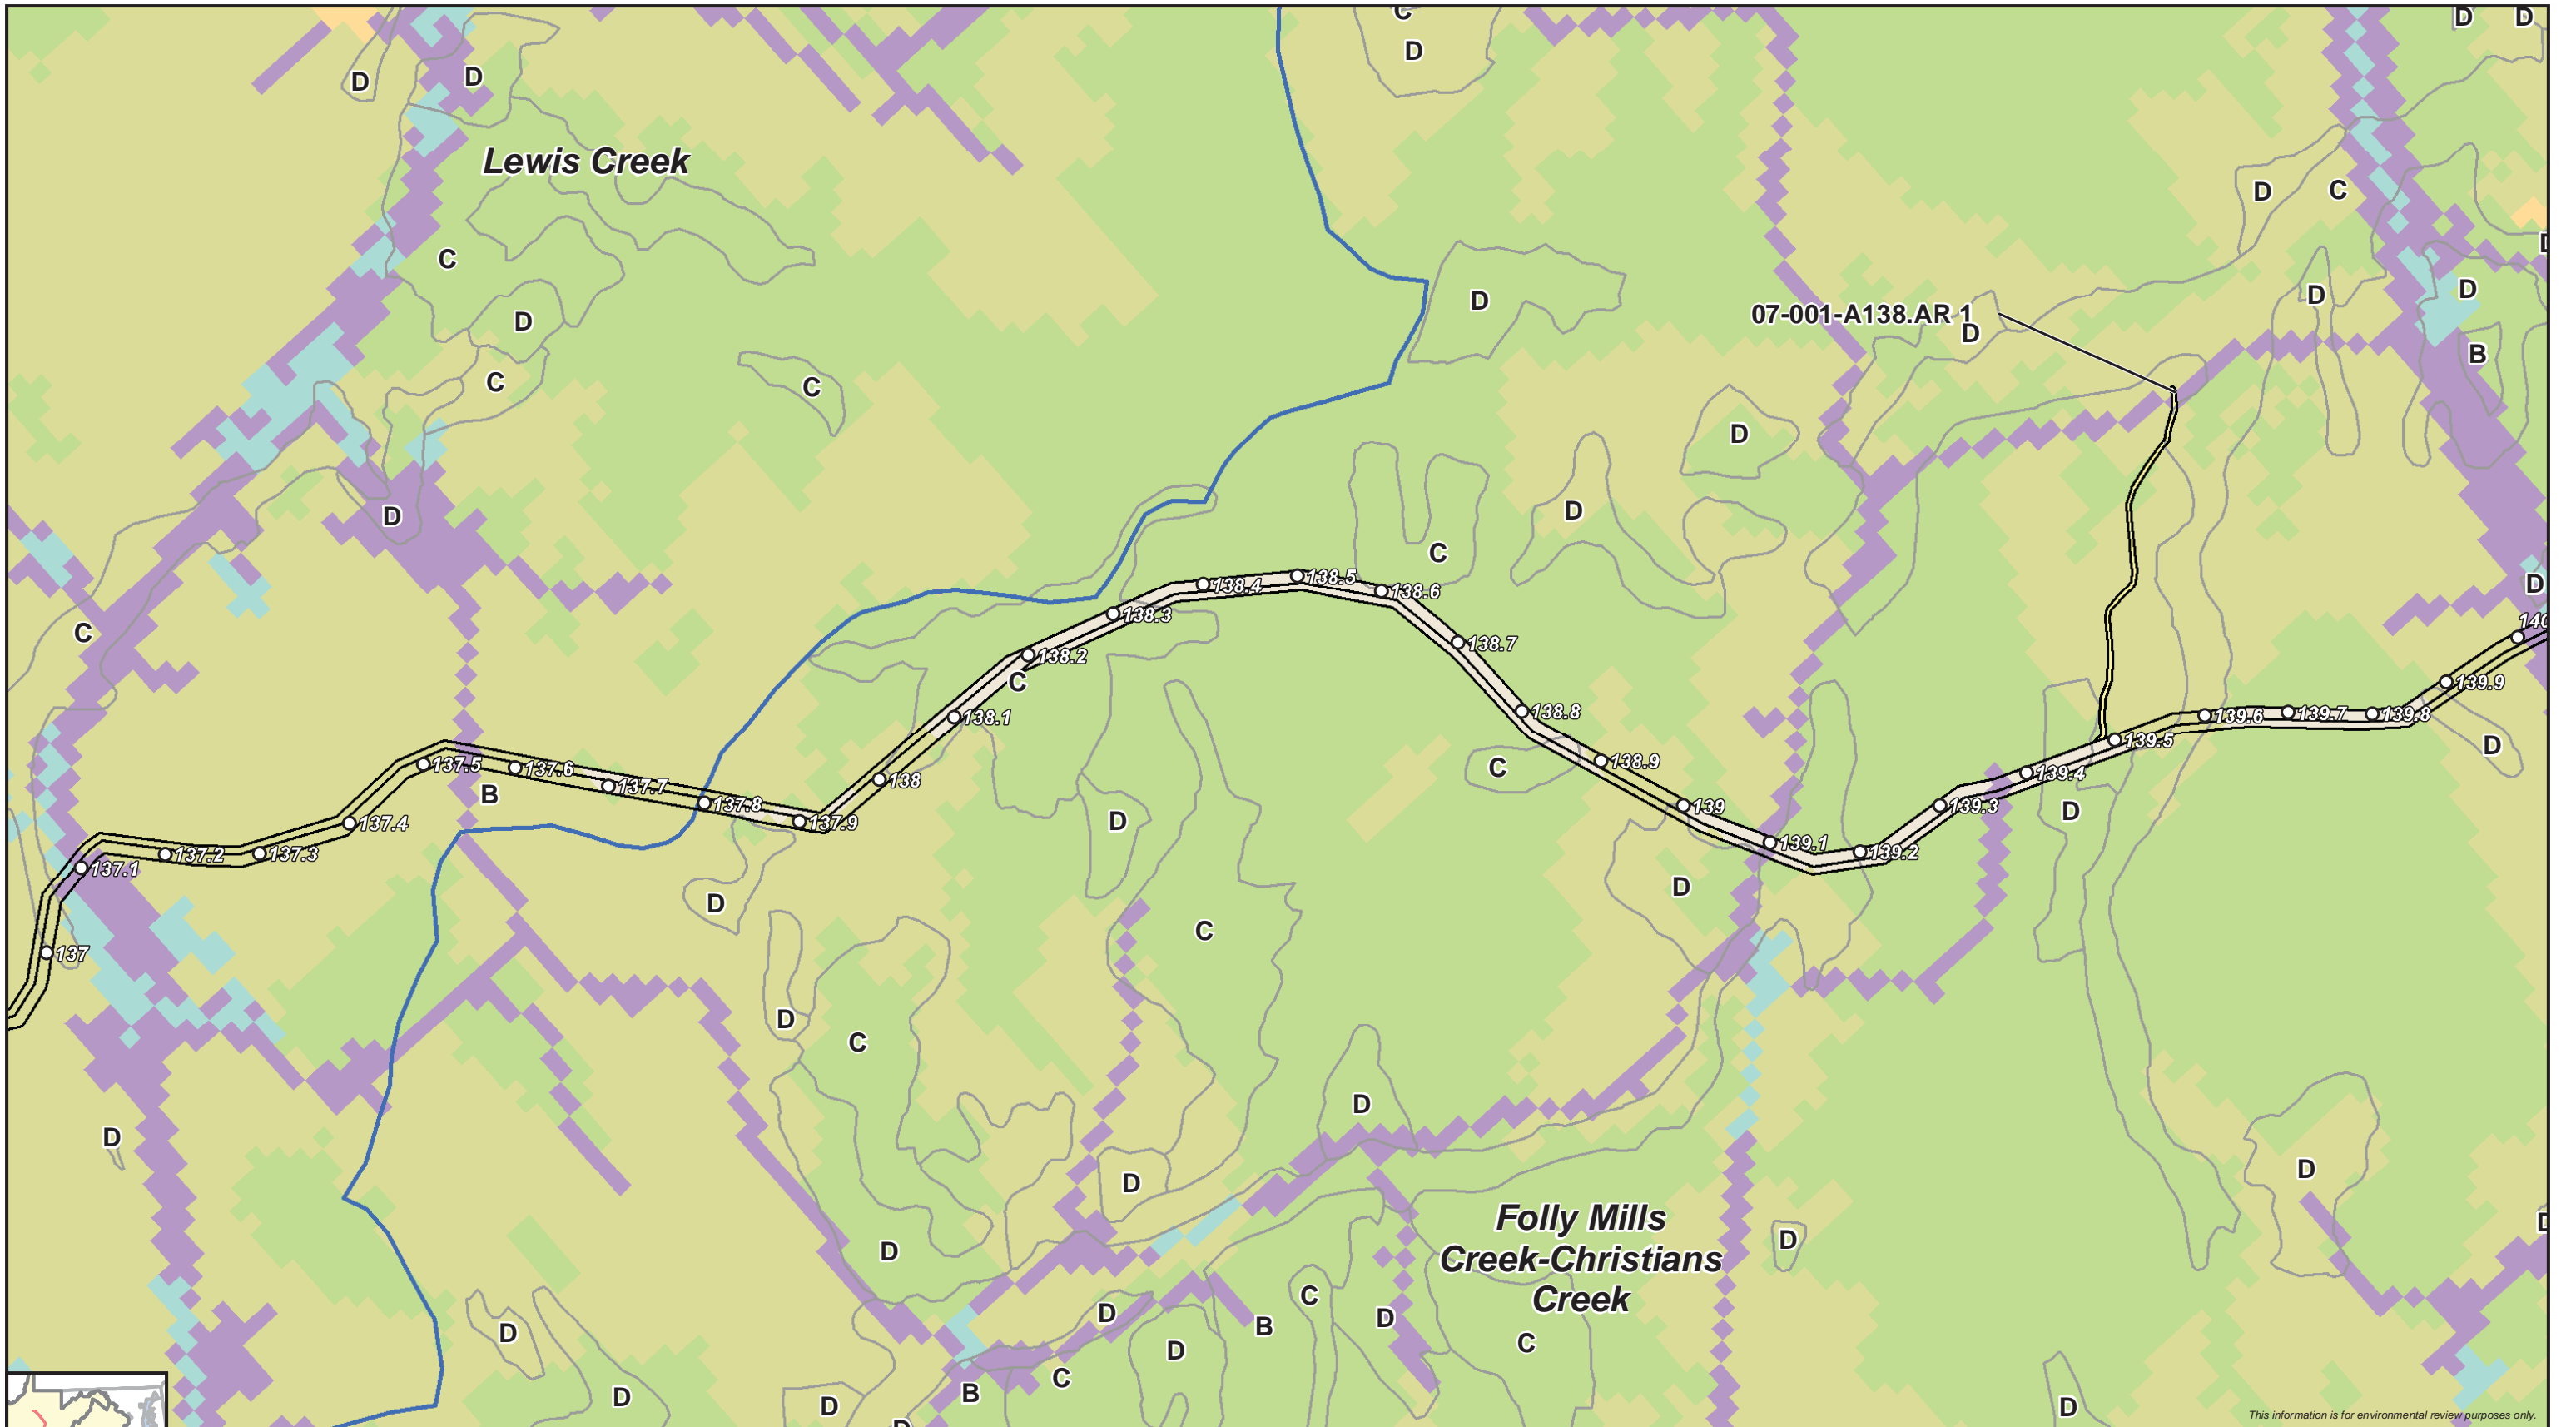 C
D
D
D
D
D
Lewis Creek
D
C
C
D
07-001-A138.AR 1
D
D
D
D
C
B
C
C
D
D
D
C
D
C
138.4
138.5
138.6
138.3
138.7
138.2
C
138.1
138.8
138.9
C
138
139
139.1
139.2
139.3
139.4
139.5
139.6
139.7
139.8
139.9
D
D
137.5
137.6
137.7
137.8
137.9
B
137.4
137.3
137.2
137.1
137
D
D
D
C
D
C
D
D
D
D
D
D
Folly Mills
Creek-Christians
Creek
D
C
D
B
D
D
C
D
C
B
D
D
D
This information is for environmental review purposes only.